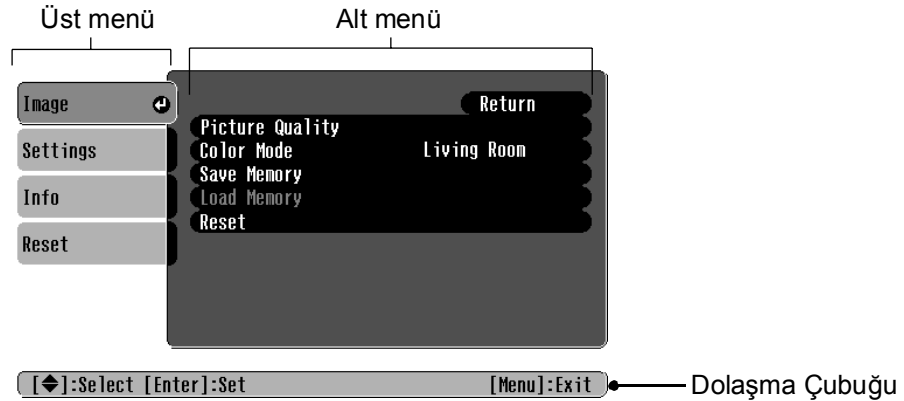 Üst menü
Alt menü
Image
Settings
Info
Reset
Return
Picture Quality
Color Mode Living Room
Save Memory
Load Memory
Reset
[◆]:Select [Enter]:Set [Menu]:Exit
Dolaşma Çubuğu